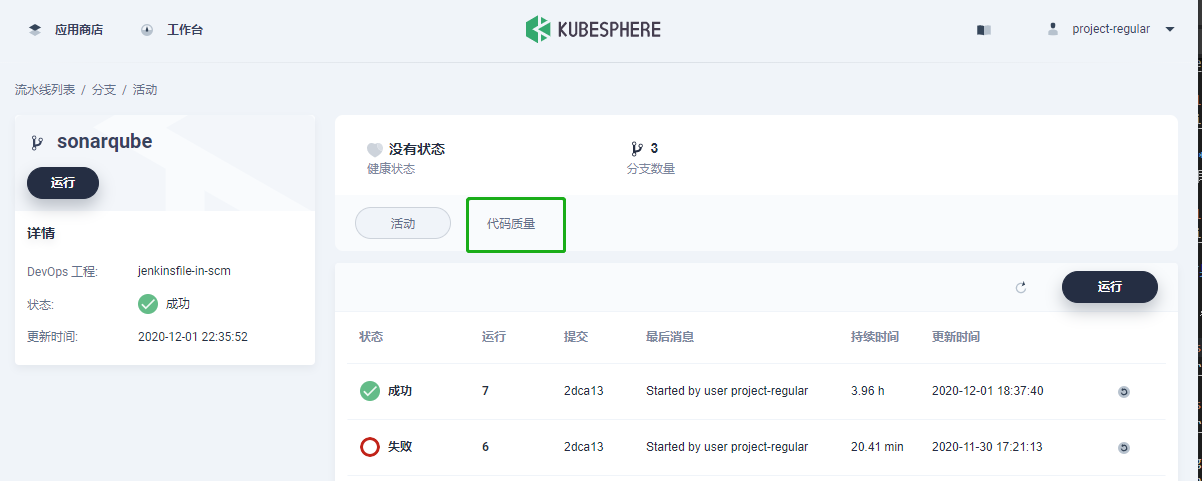 应用商店 工作台 KUBESPHERE project-regular
流水线列表 / 分支 / 活动
sonarqube
运行
详情
DevOps 工程: jenkinsfile-in-scm
状态: 成功
更新时间: 2020-12-01 22:35:52
没有状态 3
健康状态 分支数量
活动 代码质量
运行
状态 运行 提交 最后消息 持续时间 更新时间
成功 7 2dca13 Started by user project-regular 3.96 h 2020-12-01 18:37:40
失败 6 2dca13 Started by user project-regular 20.41 min 2020-11-30 17:21:13